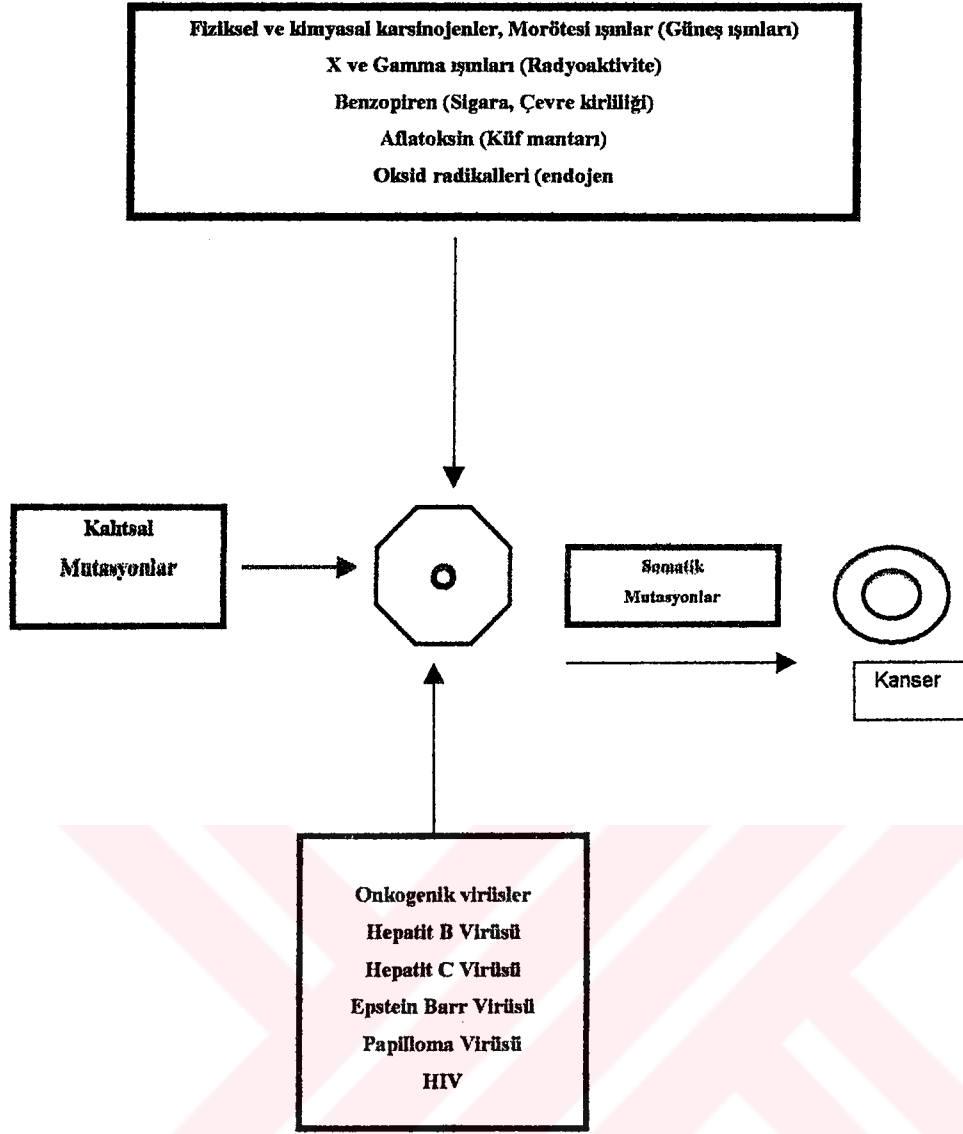 Fiziksel ve kimyasal karsinojenler, Morötesi ışınlar (Güneş ışınları)
X ve Gamma ışınları (Radyoaktivite)
Benzopiren (Sigara, Çevre kirliliği)
Aflatoksin (Küf mantarı)
Oksid radikalleri (endojen
Kalıtsal
Mutasyonlar
Somatik
Mutasyonlar
Kanser
Onkogenik virüsler
Hepatit B Virüsü
Hepatit C Virüsü
Epstein Barr Virüsü
Papilloma Virüsü
HIV